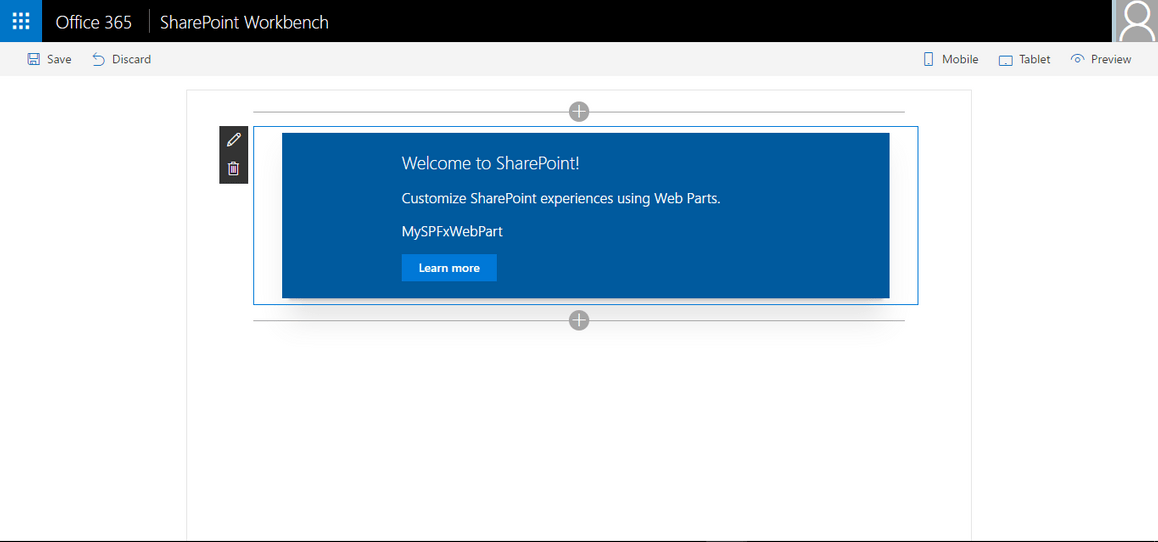 Office 365 SharePoint Workbench
Save Discard Mobile Tablet Preview
Welcome to SharePoint!
Customize SharePoint experiences using Web Parts.
MySPFxWebPart
Learn more